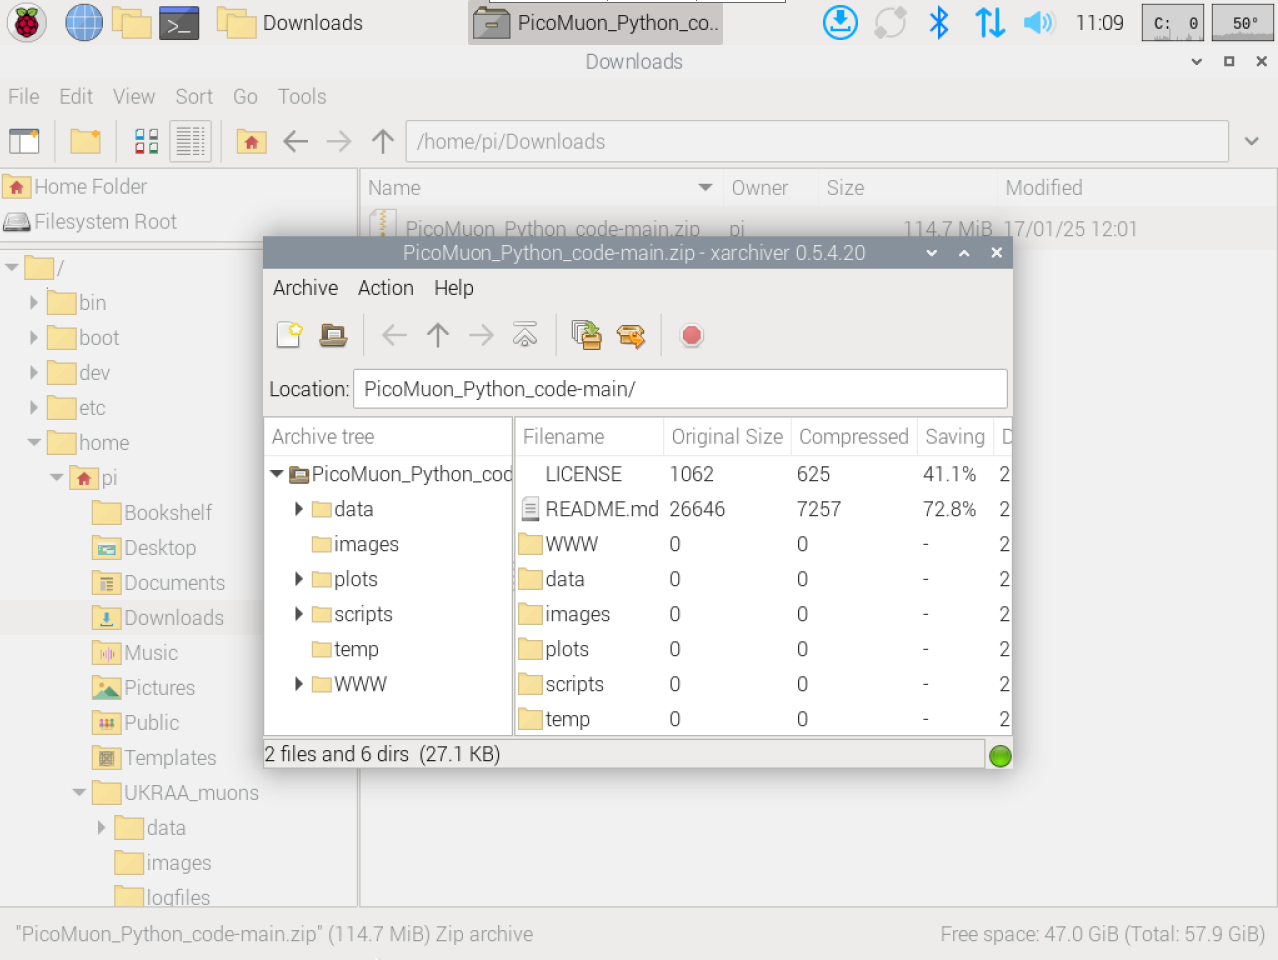 Downloads
PicoMuon_Python_co..
11:09
C: 0
50°
Downloads
File Edit View Sort Go Tools
/home/pi/Downloads
Home Folder
Filesystem Root
/
bin
boot
dev
etc
home
pi
Bookshelf
Desktop
Documents
Downloads
Music
Pictures
Public
Templates
UKRAA_muons
data
images
logfiles
Name Owner Size Modified
PicoMuon_Python_code-main.zip pi 114.7 MiB 17/01/25 12:01
PicoMuon_Python_code-main.zip - xarchiver 0.5.4.20
Archive Action Help
Location: PicoMuon_Python_code-main/
Archive tree
PicoMuon_Python_cod
data
images
plots
scripts
temp
WWW
Filename Original Size Compressed Saving D
LICENSE 1062 625 41.1% 2
README.md 26646 7257 72.8% 2
WWW 0 0 - 2
data 0 0 - 2
images 0 0 - 2
plots 0 0 - 2
scripts 0 0 - 2
temp 0 0 - 2
2 files and 6 dirs (27.1 KB)
"PicoMuon_Python_code-main.zip" (114.7 MiB) Zip archive
Free space: 47.0 GiB (Total: 57.9 GiB)